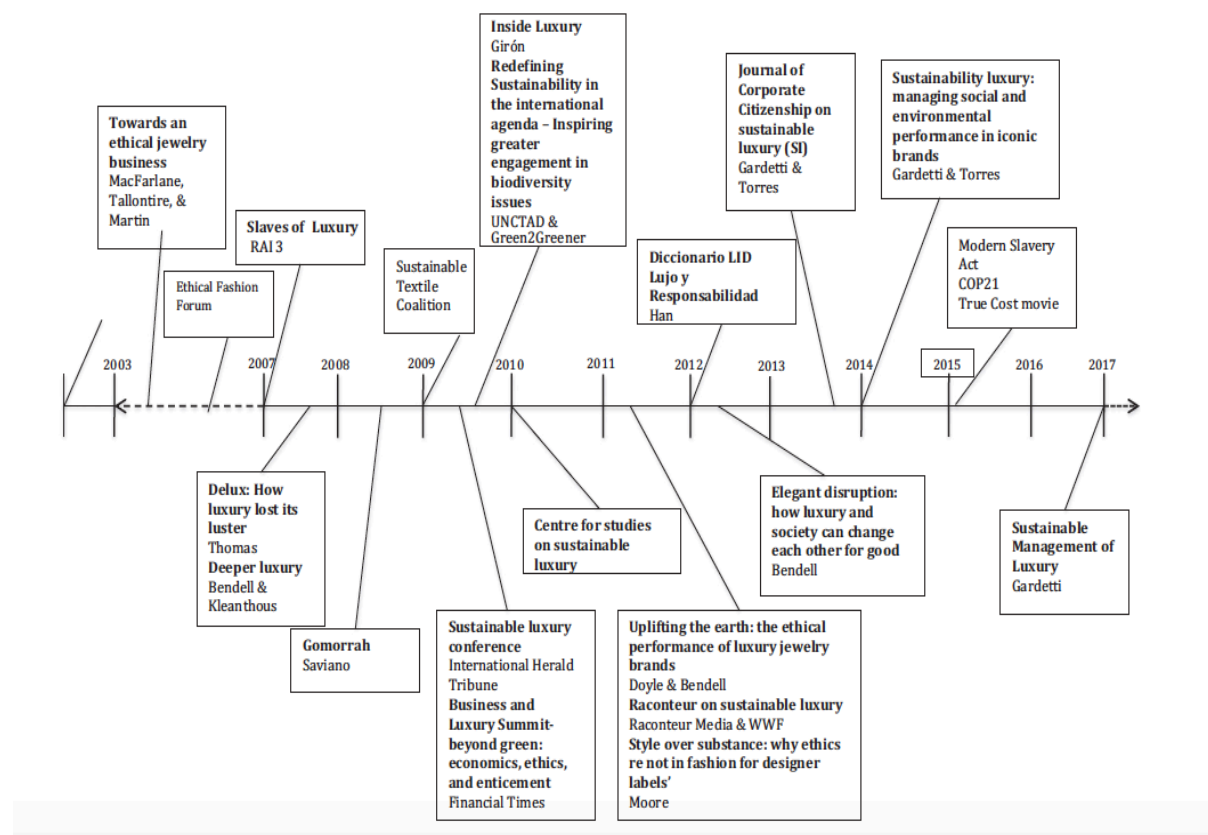 Towards an
ethical jewelry
business
MacFarlane,
Tallontire, &
Martin
Ethical Fashion
Forum
Slaves of Luxury
RAI 3
Sustainable
Textile
Coalition
Inside Luxury
Girón
Redefining
Sustainability in
the international
agenda – Inspiring
greater
engagement in
biodiversity
issues
UNCTAD &
Green2Greener
Diccionario LID
Lujo y
Responsabilidad
Han
Journal of
Corporate
Citizenship on
sustainable
luxury (SI)
Gardetti &
Torres
Sustainability luxury:
managing social and
environmental
performance in iconic
brands
Gardetti & Torres
Modern Slavery
Act
COP21
True Cost movie
2003
2007
2008
2009
2010
2011
2012
2013
2014
2015
2016
2017
Delux: How
luxury lost its
luster
Thomas
Deeper luxury
Bendell &
Kleanthous
Gomorrah
Saviano
Sustainable luxury
conference
International Herald
Tribune
Business and
Luxury Summit-
beyond green:
economics, ethics,
and enticement
Financial Times
Centre for studies
on sustainable
luxury
Uplifting the earth: the ethical
performance of luxury jewelry
brands
Doyle & Bendell
Raconteur on sustainable luxury
Raconteur Media & WWF
Style over substance: why ethics
re not in fashion for designer
labels'
Moore
Elegant disruption:
how luxury and
society can change
each other for good
Bendell
Sustainable
Management of
Luxury
Gardetti